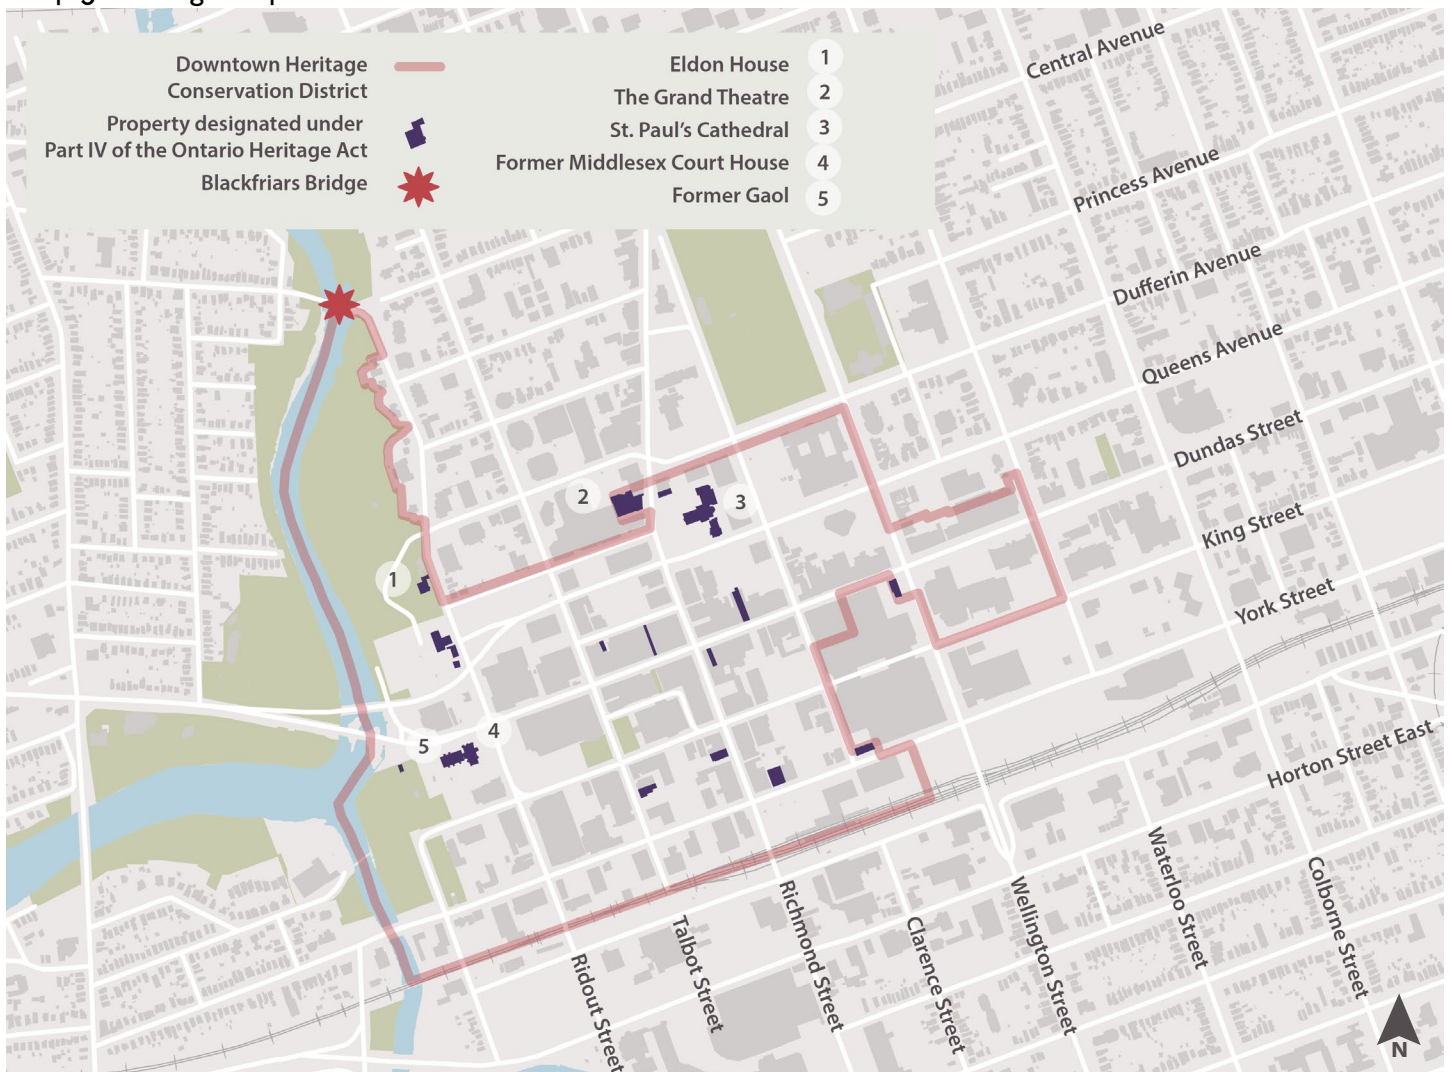 Downtown Heritage
Conservation District
Property designated under
Part IV of the Ontario Heritage Act
Blackfriars Bridge
Eldon House 1
The Grand Theatre 2
St. Paul's Cathedral 3
Former Middlesex Court House 4
Former Gaol 5
Central Avenue
Princess Avenue
Dufferin Avenue
Queens Avenue
Dundas Street
King Street
York Street
Horton Street East
2
3
1
4
5
Ridout Street
Talbot Street
Richmond Street
Clarence Street
Wellington Street
Waterloo Street
Colborne Street
N